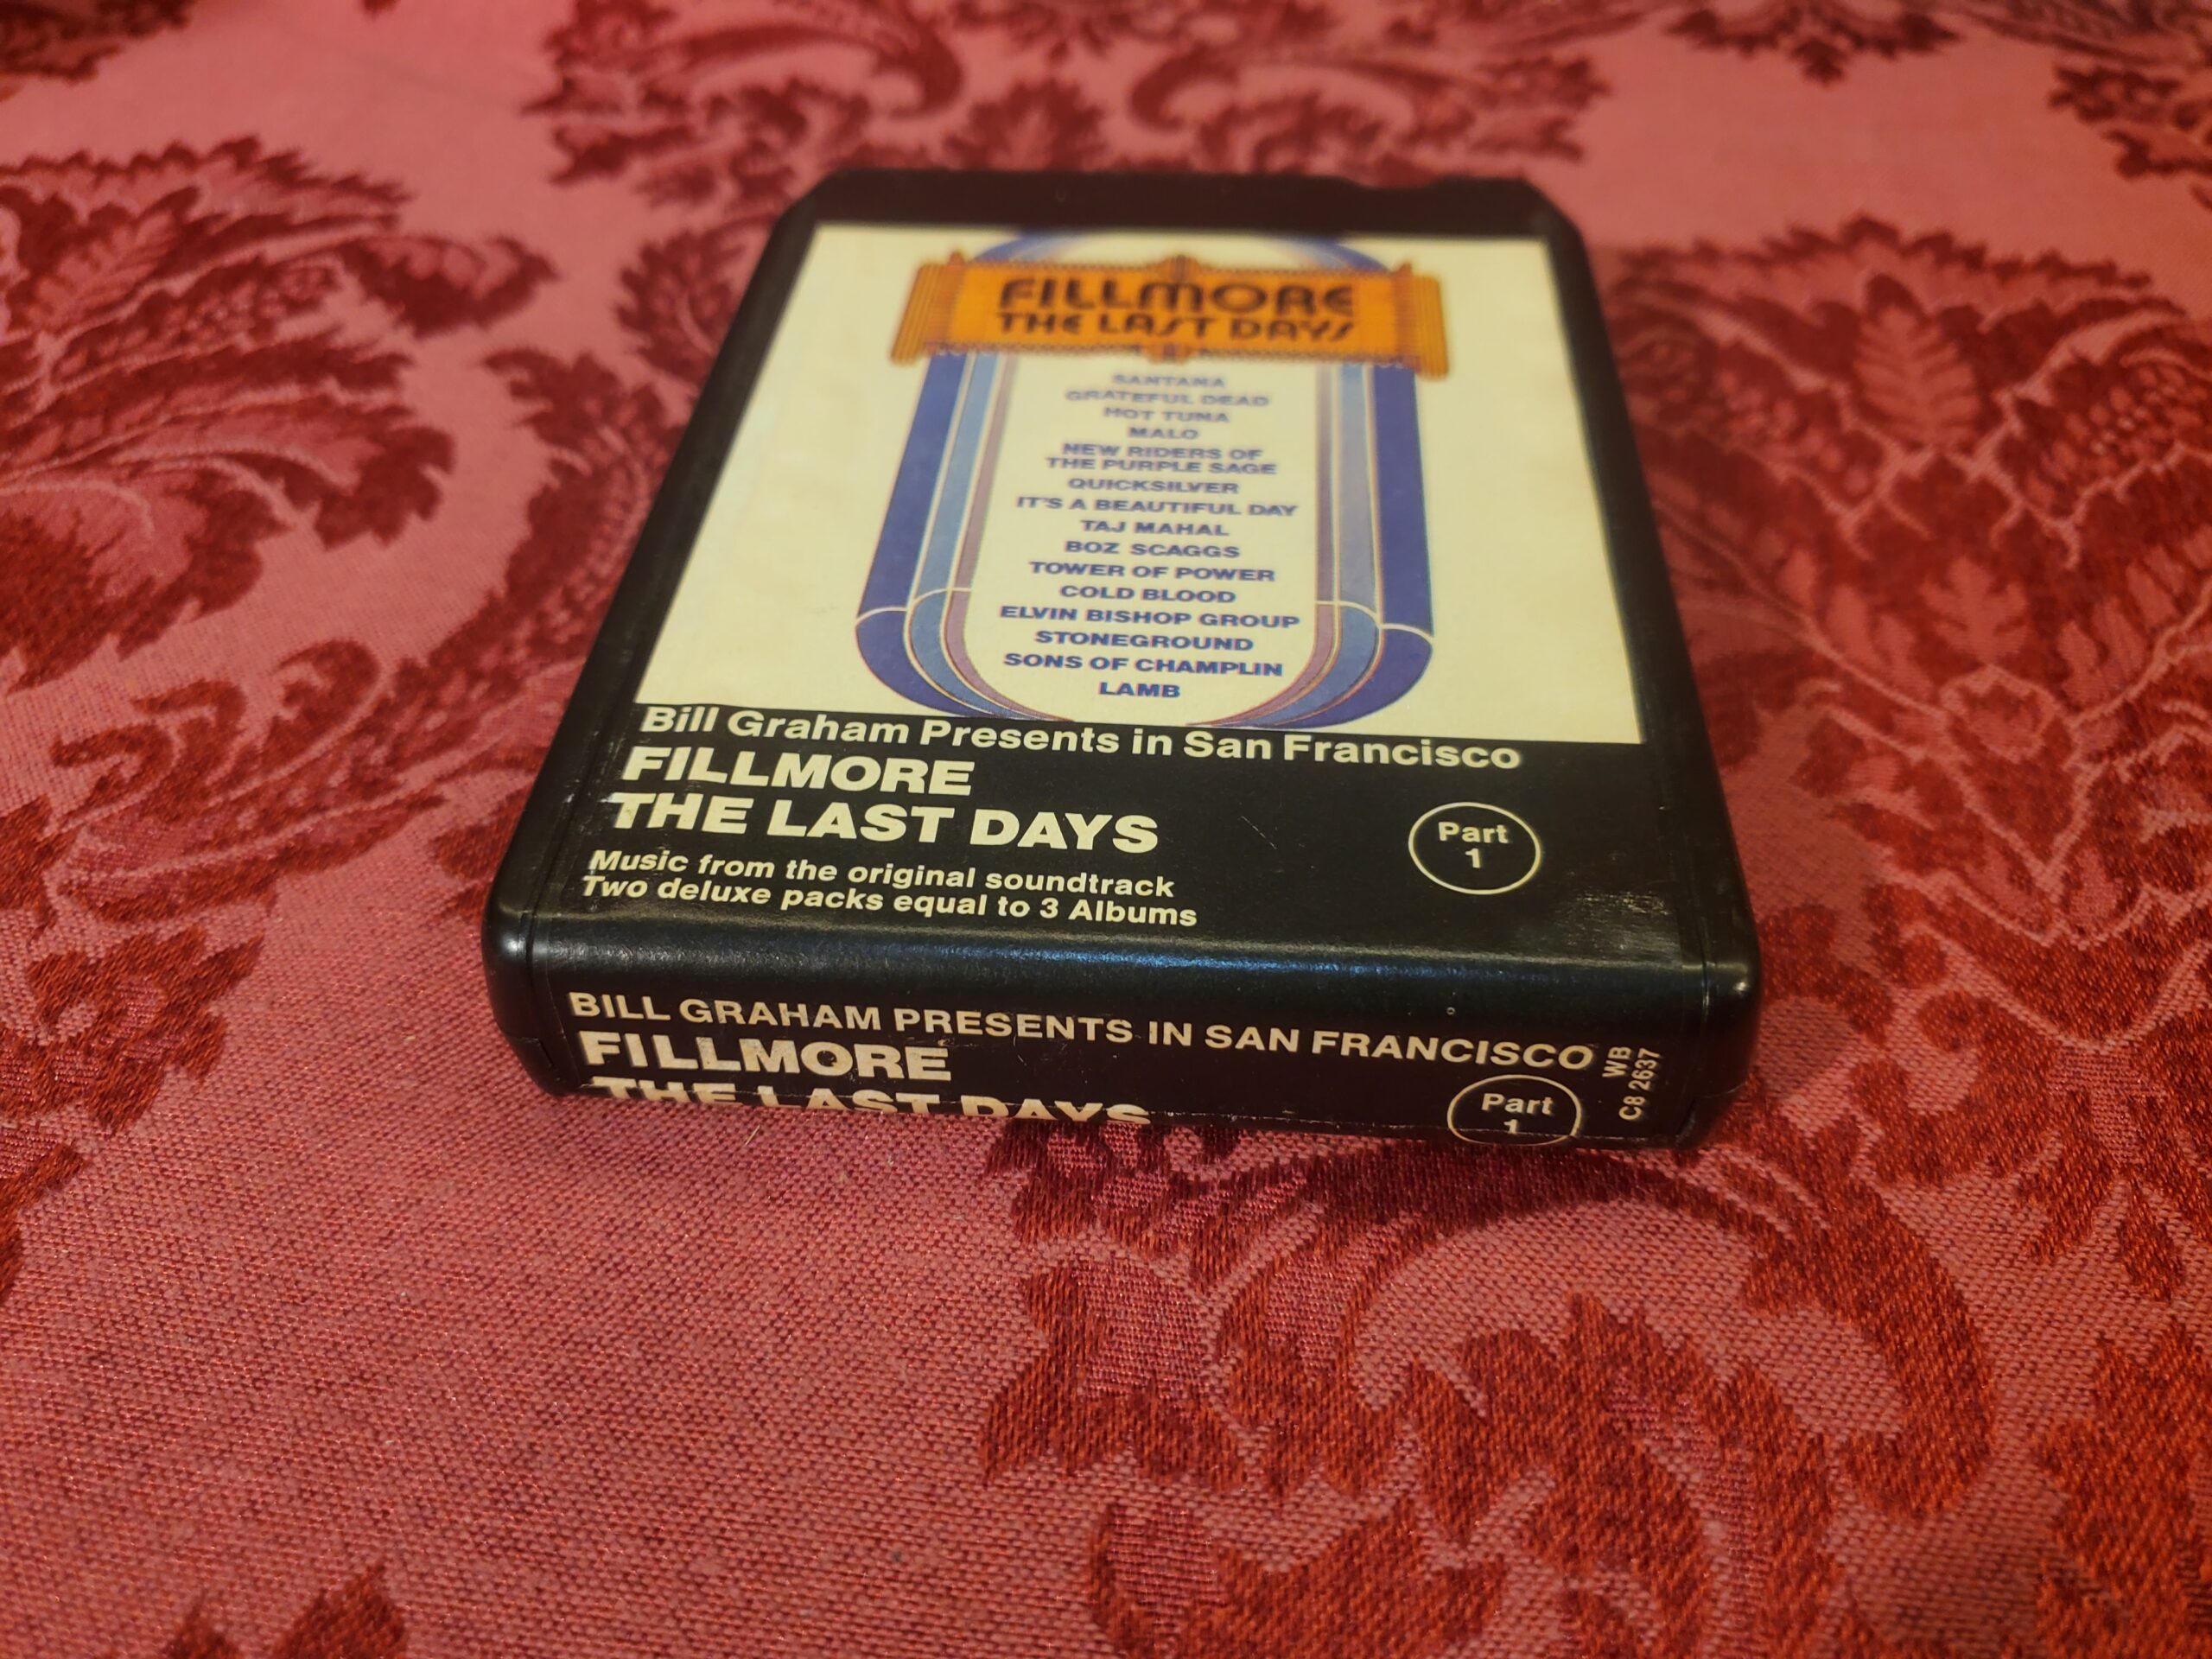 FILLMORE
THE LAST DAYS
SANTANA
GRATEFUL DEAD
HOT TUNA
MALO
NEW RIDERS OF
THE PURPLE SAGE
QUICKSILVER
IT'S A BEAUTIFUL DAY
TAJ MAHAL
BOZ SCAGGS
TOWER OF POWER
COLD BLOOD
ELVIN BISHOP GROUP
STONEGROUND
SONS OF CHAMPLIN
LAMB
Bill Graham Presents in San Francisco
FILLMORE
THE LAST DAYS
Music from the original soundtrack
Two deluxe packs equal to 3 Albums
Part
1
BILL GRAHAM PRESENTS IN SAN FRANCISCO
FILLMORE
THE LAST DAYS
Part
1
WB
C8 2637